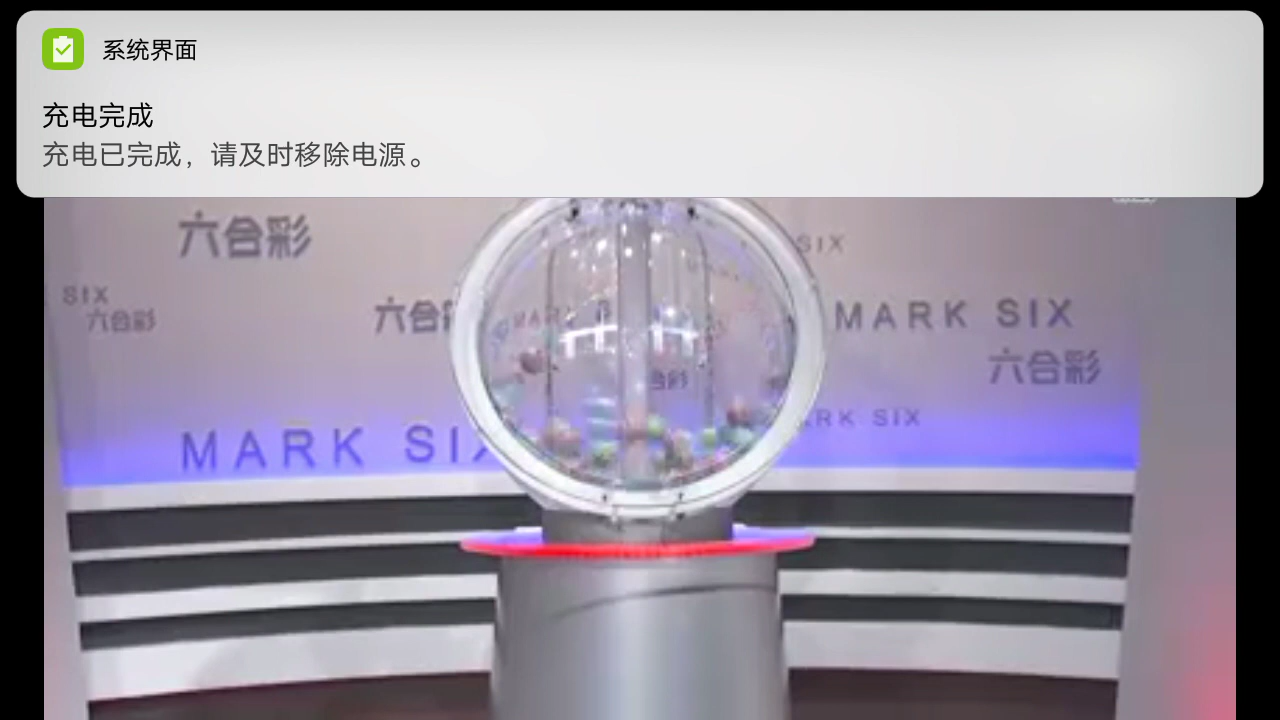 系统界面
充电完成
充电已完成，请及时移除电源。
六合彩
SIX
SIX
六合彩
六合
MARK SIX
六合彩
MARK SIX
RK SIX